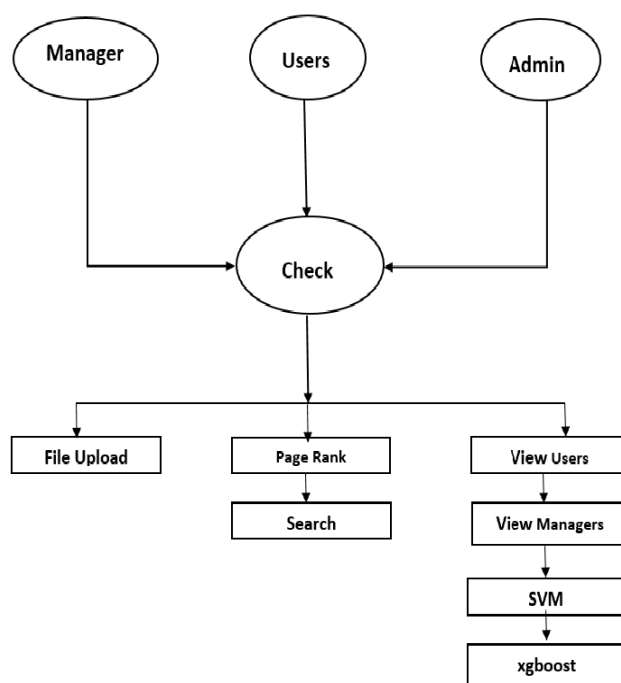 Manager
Users
Admin
Check
File Upload
Page Rank
View Users
Search
View Managers
SVM
xgboost